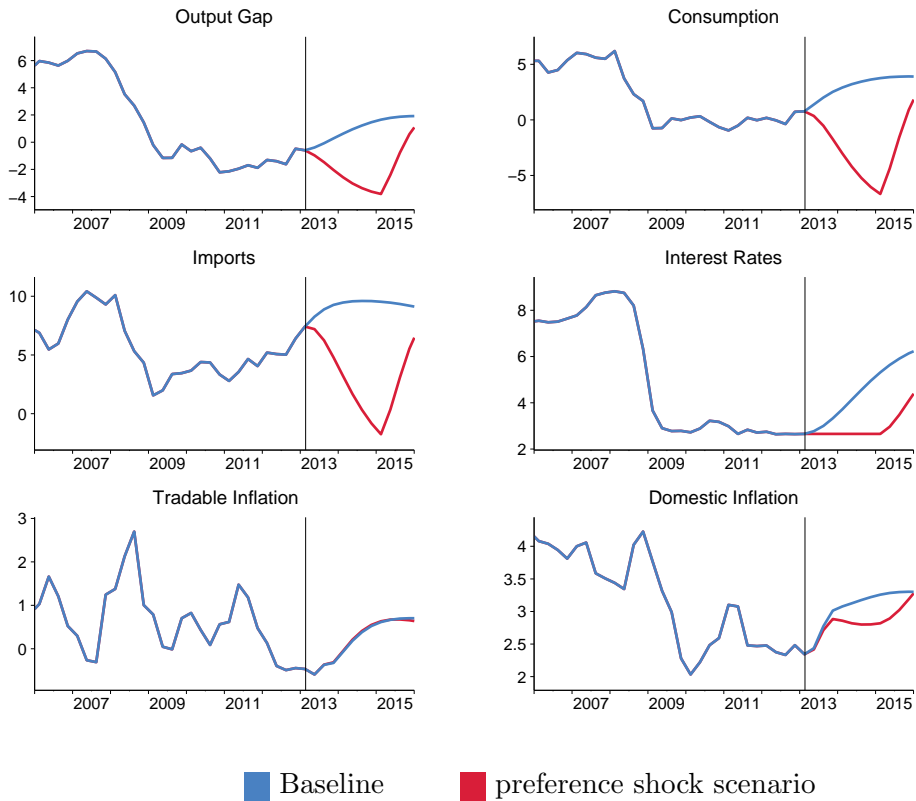 Output Gap
6
4
2
0
−2
−4
2007 2009 2011 2013 2015
Consumption
5
0
−5
2007 2009 2011 2013 2015
Imports
10
5
0
2007 2009 2011 2013 2015
Interest Rates
8
6
4
2
2007 2009 2011 2013 2015
Tradable Inflation
3
2
1
0
2007 2009 2011 2013 2015
Domestic Inflation
4
3.5
3
2.5
2
2007 2009 2011 2013 2015
Baseline preference shock scenario